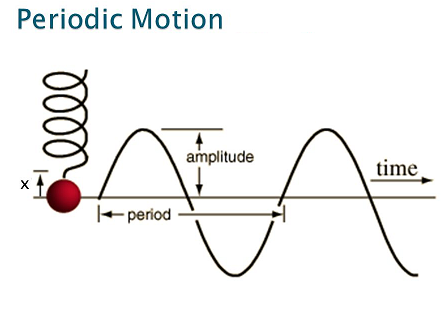 Periodic Motion
amplitude
time
x
period